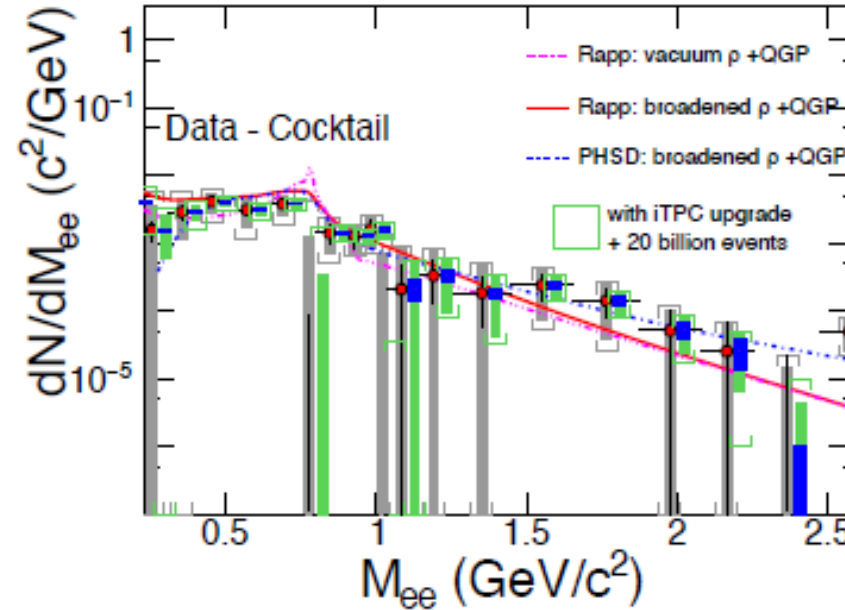 dN/dM_ee (c²/GeV)
1
10⁻¹
10⁻⁵
Data - Cocktail
Rapp: vacuum ρ +QGP
Rapp: broadened ρ +QGP
PHSD: broadened ρ +QGP
with iTPC upgrade
+ 20 billion events
0.5 1 1.5 2 2.5
M_ee (GeV/c²)